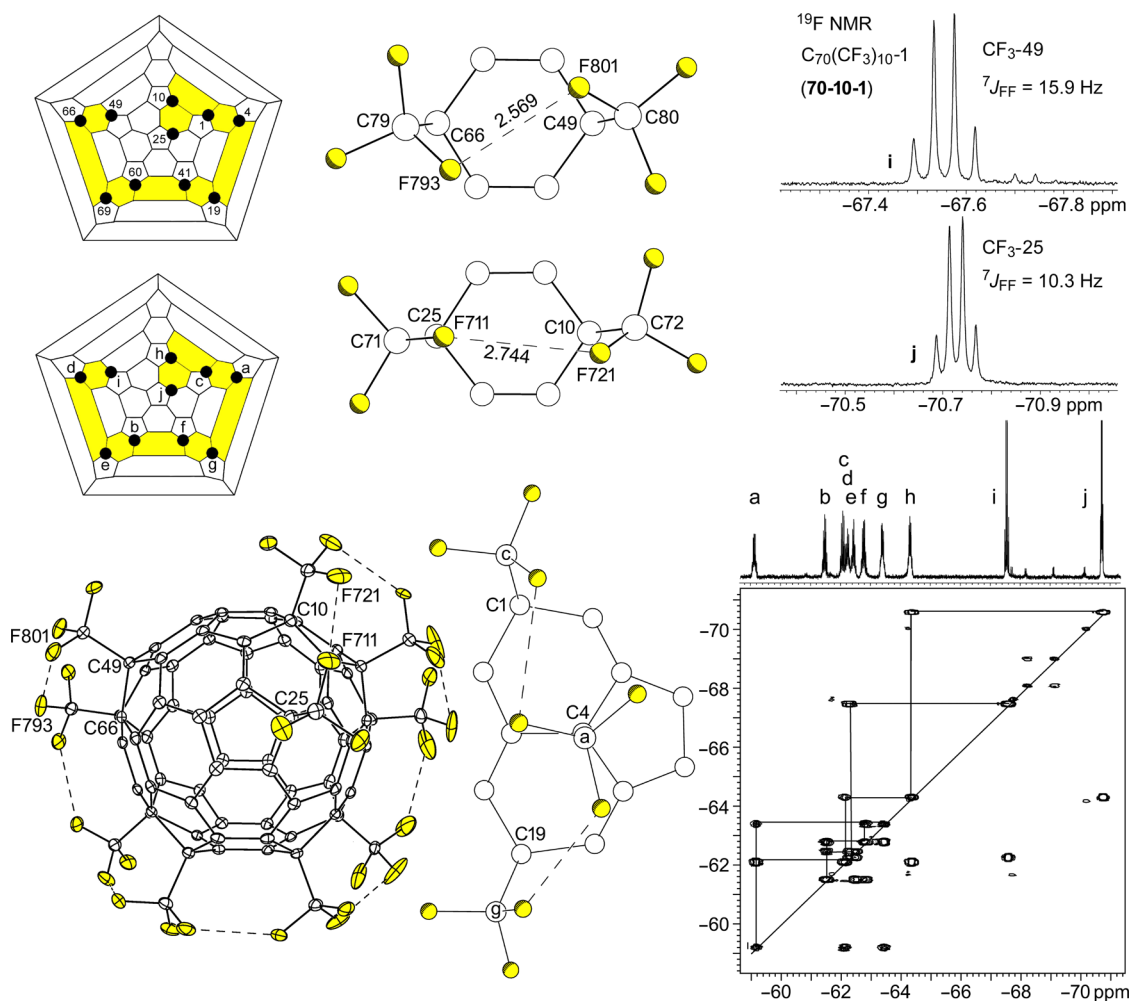 66
49
10
1
4
25
60
41
69
19
C79
C66
F793
2.569
F801
C49
C80
¹⁹F NMR
C₇₀(CF₃)₁₀-1
(70-10-1)
CF₃-49
⁷J_FF = 15.9 Hz
i
−67.4
−67.6
−67.8 ppm
d
i
h
c
a
j
b
f
e
g
C25
F711
C71
2.744
C10
C72
F721
CF₃-25
⁷J_FF = 10.3 Hz
j
−70.5
−70.7
−70.9 ppm
a
b
c
d
e
f
g
h
i
j
F801
C49
F793
C66
C10
F721
F711
C25
c
C1
C4
a
C19
g
−70
−68
−66
−64
−62
−60
−60
−62
−64
−66
−68
−70 ppm